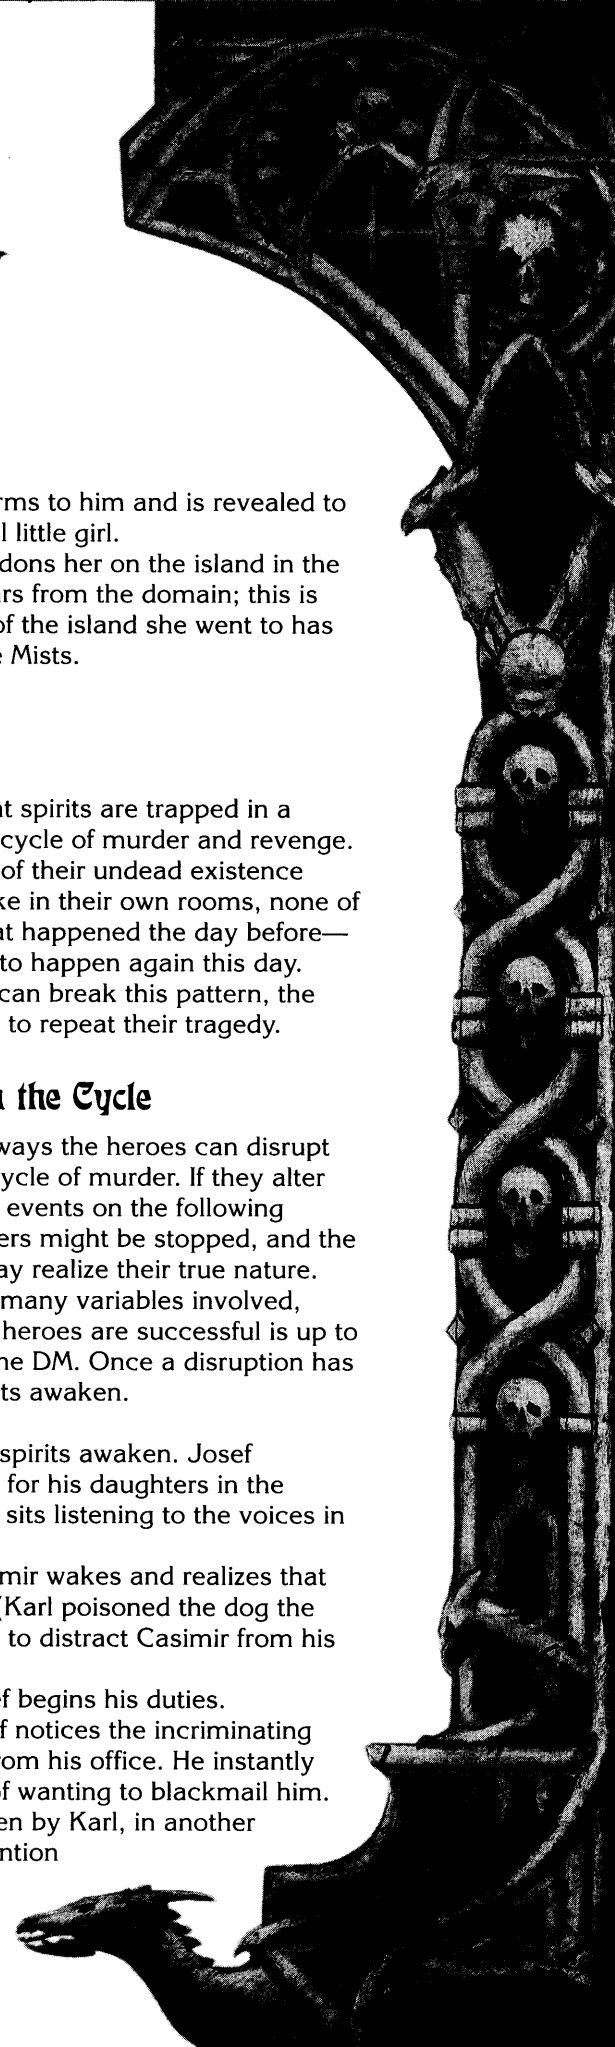 rms to him and is revealed to
l little girl.
dons her on the island in the
rs from the domain; this is
of the island she went to has
e Mists.
t spirits are trapped in a
cycle of murder and revenge.
of their undead existence
ke in their own rooms, none of
at happened the day before—
to happen again this day.
can break this pattern, the
to repeat their tragedy.
the Cycle
ways the heroes can disrupt
ycle of murder. If they alter
events on the following
ers might be stopped, and the
ay realize their true nature.
many variables involved,
heroes are successful is up to
he DM. Once a disruption has
ts awaken.
spirits awaken. Josef
for his daughters in the
sits listening to the voices in
mir wakes and realizes that
(Karl poisoned the dog the
to distract Casimir from his
ef begins his duties.
f notices the incriminating
rom his office. He instantly
of wanting to blackmail him.
en by Karl, in another
ntion